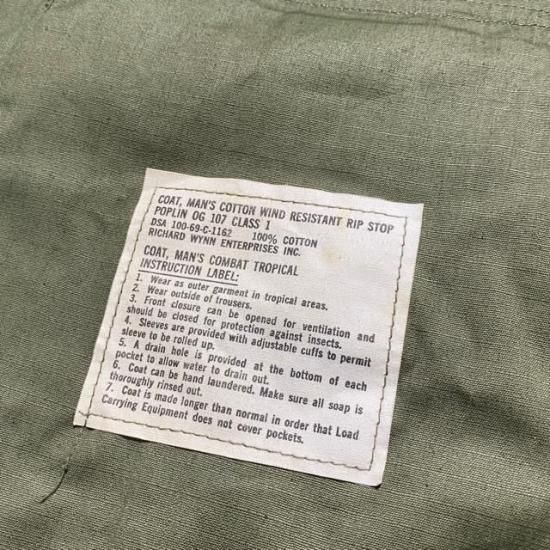 COAT, MAN'S COTTON WIND RESISTANT RIP STOP
POPLIN OG 107 CLASS 1
DSA 100-69-C-1162 100% COTTON
RICHARD WYNN ENTERPRISES INC.
COAT, MAN'S COMBAT TROPICAL
INSTRUCTION LABEL:
1. Wear as outer garment in tropical areas.
2. Wear outside of trousers.
3. Front closure can be opened for ventilation and
should be closed for protection against insects.
4. Sleeves are provided with adjustable cuffs to permit
sleeve to be rolled up.
5. A drain hole is provided at the bottom of each
pocket to allow water to drain out.
6. Coat can be hand laundered. Make sure all soap is
thoroughly rinsed out.
7. Coat is made longer than normal in order that Load
Carrying Equipment does not cover pockets.